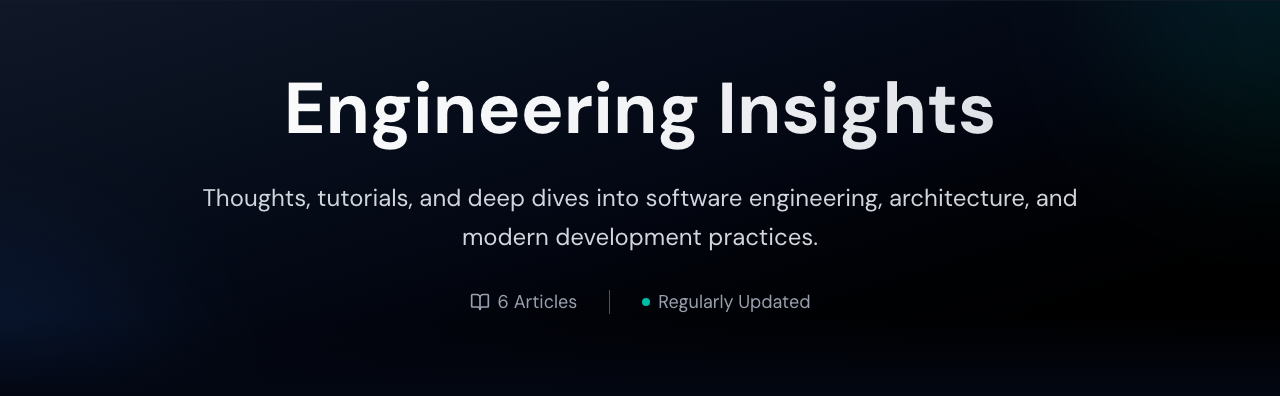 Engineering Insights
Thoughts, tutorials, and deep dives into software engineering, architecture, and
modern development practices.
6 Articles
Regularly Updated